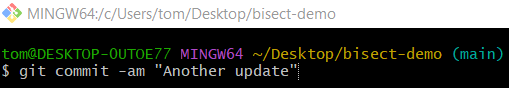 MINGW64:/c/Users/tom/Desktop/bisect-demo
tom@DESKTOP-OUTOE77 MINGW64 ~/Desktop/bisect-demo (main)
$ git commit -am "Another update"